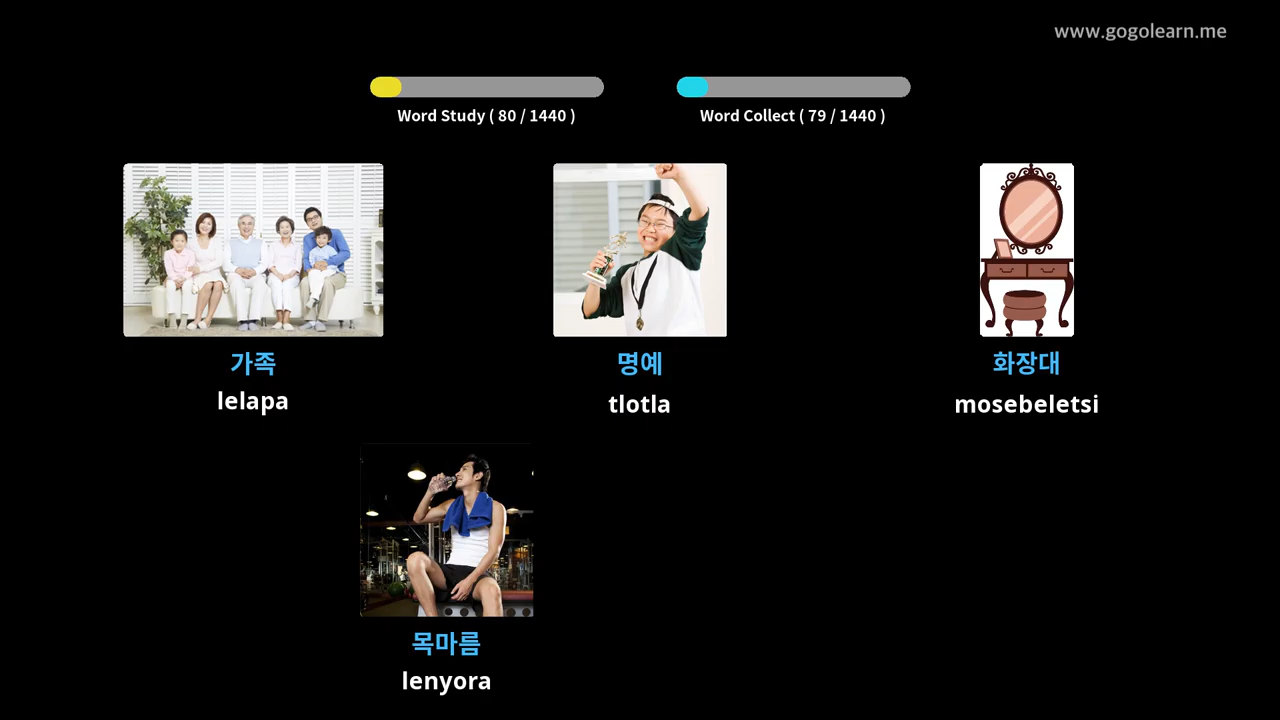 www.gogolearn.me
Word Study ( 80 / 1440 )
Word Collect ( 79 / 1440 )
가족
lelapa
명예
tlotla
화장대
mosebeletsi
목마름
lenyora